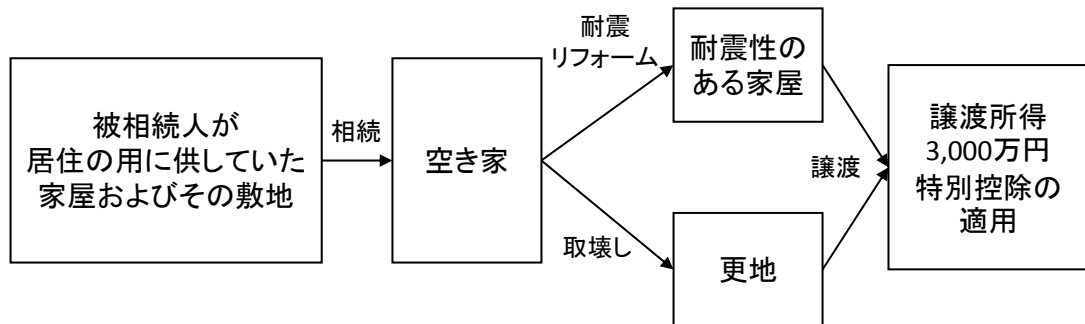 被相続人が
居住の用に供していた
家屋およびその敷地
相続
空き家
耐震
リフォーム
耐震性の
ある家屋
取壊し
更地
譲渡
譲渡所得
3,000万円
特別控除の
適用